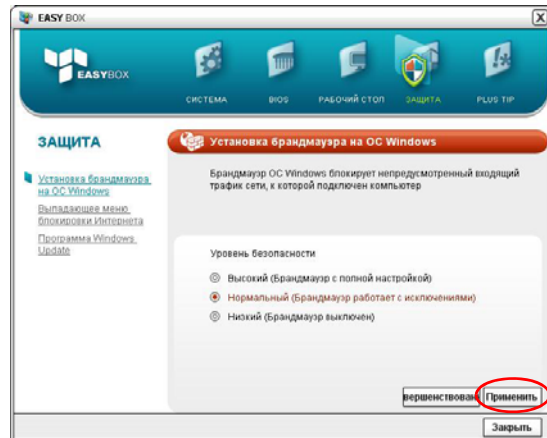 EASY BOX
EASYBOX
СИСТЕМА
BIOS
РАБОЧИЙ СТОЛ
ЗАЩИТА
PLUS TIP
ЗАЩИТА
Установка брандмауэра
на ОС Windows
Выпадающее меню
блокировки Интернета
Программа Windows
Update
Установка брандмауэра на ОС Windows
Брандмауэр ОС Windows блокирует непредусмотренный входящий
трафик сети, к которой подключен компьютер
Уровень безопасности
Высокий (Брандмауэр с полной настройкой)
Нормальный (Брандмауэр работает с исключениями)
Низкий (Брандмауэр выключен)
вершенствован
Применить
Закрыть